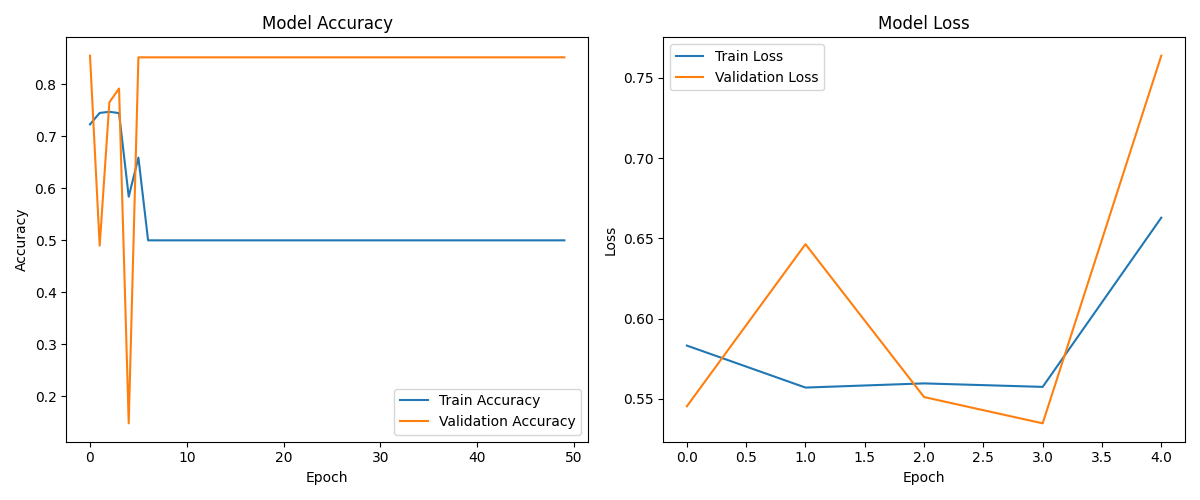 Model Accuracy
Accuracy
0.8
0.7
0.6
0.5
0.4
0.3
0.2
Train Accuracy
Validation Accuracy
0 10 20 30 40 50
Epoch
Model Loss
Train Loss
Validation Loss
Loss
0.75
0.70
0.65
0.60
0.55
0.0 0.5 1.0 1.5 2.0 2.5 3.0 3.5 4.0
Epoch